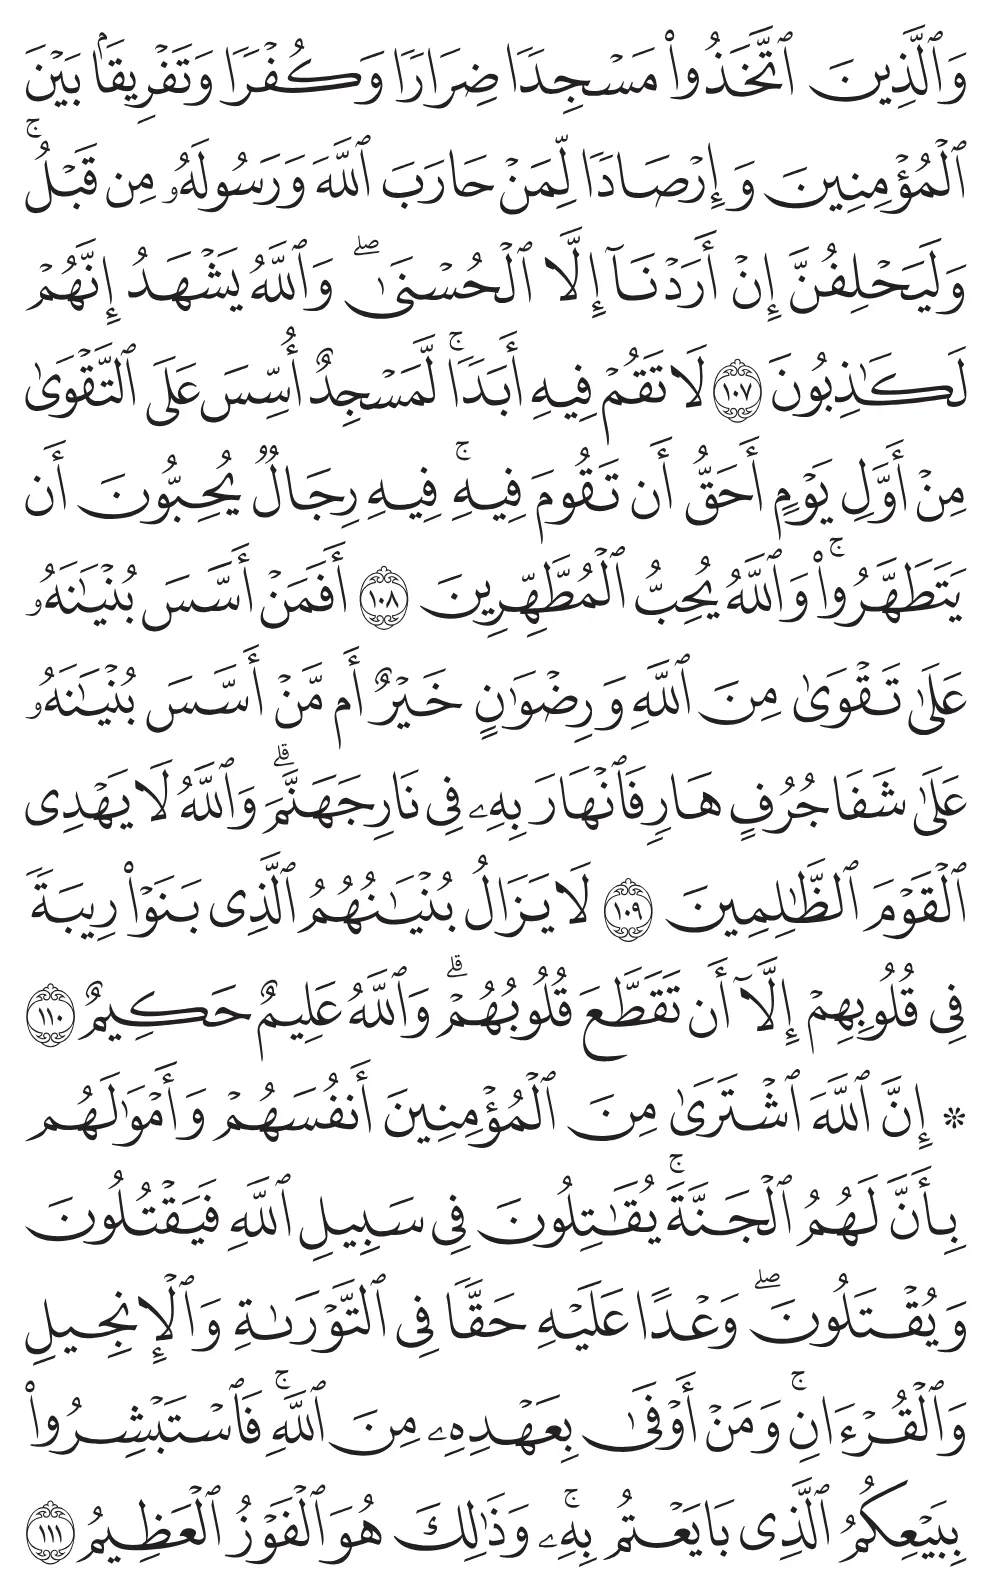 وَٱلَّذِينَ ٱتَّخَذُواْ مَسْجِدًا ضِرَارًا وَكُفْرًا وَتَفْرِيقَۢا بَيْنَ
ٱلْمُؤْمِنِينَ وَإِرْصَادًا لِّمَنْ حَارَبَ ٱللَّهَ وَرَسُولَهُۥ مِن قَبْلُۚ
وَلَيَحْلِفُنَّ إِنْ أَرَدْنَآ إِلَّا ٱلْحُسْنَىٰۖ وَٱللَّهُ يَشْهَدُ إِنَّهُمْ
لَكَٰذِبُونَ ١٠٧ لَا تَقُمْ فِيهِ أَبَدًاۚ لَّمَسْجِدٌ أُسِّسَ عَلَى ٱلتَّقْوَىٰ
مِنْ أَوَّلِ يَوْمٍ أَحَقُّ أَن تَقُومَ فِيهِۚ فِيهِ رِجَالٌ يُحِبُّونَ أَن
يَتَطَهَّرُواْۚ وَٱللَّهُ يُحِبُّ ٱلْمُطَّهِّرِينَ ١٠٨ أَفَمَنْ أَسَّسَ بُنْيَٰنَهُۥ
عَلَىٰ تَقْوَىٰ مِنَ ٱللَّهِ وَرِضْوَٰنٍ خَيْرٌ أَم مَّنْ أَسَّسَ بُنْيَٰنَهُۥ
عَلَىٰ شَفَا جُرُفٍ هَارٍ فَٱنْهَارَ بِهِۦ فِى نَارِ جَهَنَّمَۗ وَٱللَّهُ لَا يَهْدِى
ٱلْقَوْمَ ٱلظَّٰلِمِينَ ١٠٩ لَا يَزَالُ بُنْيَٰنُهُمُ ٱلَّذِى بَنَوْاْ رِيبَةً
فِى قُلُوبِهِمْ إِلَّآ أَن تَقَطَّعَ قُلُوبُهُمْۗ وَٱللَّهُ عَلِيمٌ حَكِيمٌ ١١٠
۞ إِنَّ ٱللَّهَ ٱشْتَرَىٰ مِنَ ٱلْمُؤْمِنِينَ أَنفُسَهُمْ وَأَمْوَٰلَهُم
بِأَنَّ لَهُمُ ٱلْجَنَّةَۚ يُقَٰتِلُونَ فِى سَبِيلِ ٱللَّهِ فَيَقْتُلُونَ
وَيُقْتَلُونَۖ وَعْدًا عَلَيْهِ حَقًّا فِى ٱلتَّوْرَىٰةِ وَٱلْإِنجِيلِ
وَٱلْقُرْءَانِۚ وَمَنْ أَوْفَىٰ بِعَهْدِهِۦ مِنَ ٱللَّهِۚ فَٱسْتَبْشِرُواْ
بِبَيْعِكُمُ ٱلَّذِى بَايَعْتُم بِهِۦۚ وَذَٰلِكَ هُوَ ٱلْفَوْزُ ٱلْعَظِيمُ ١١١